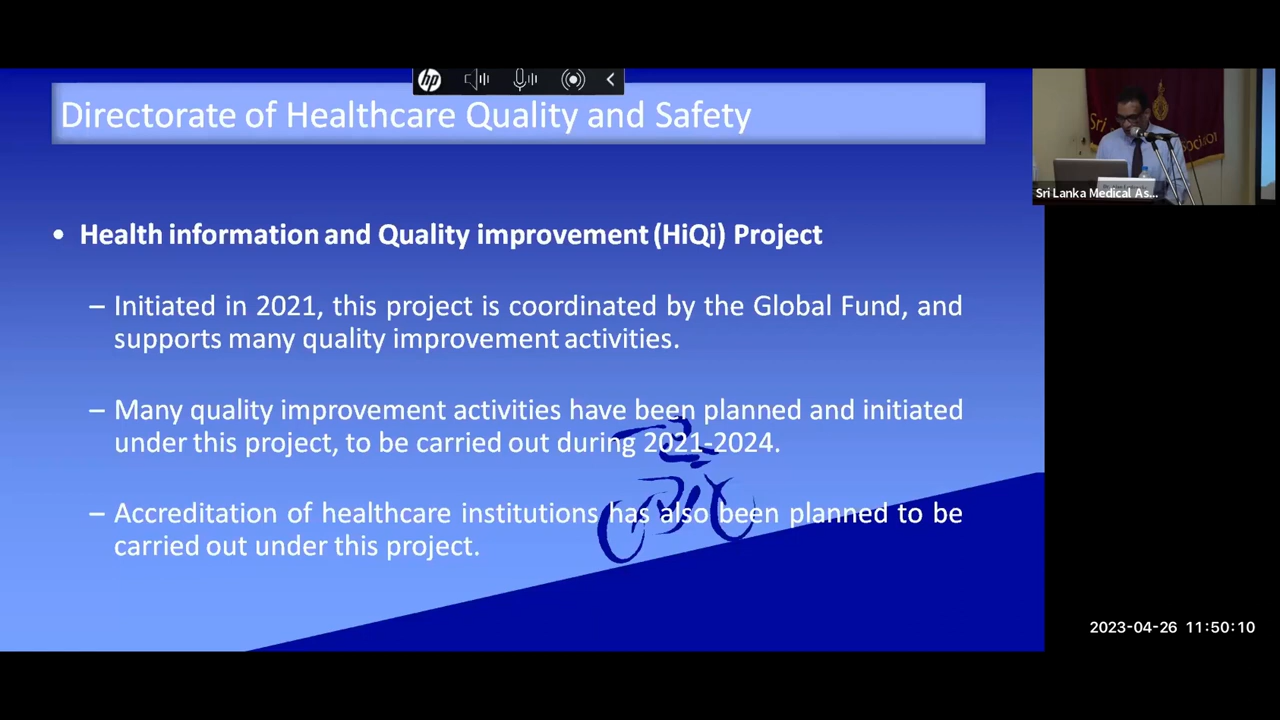 hp
Directorate of Healthcare Quality and Safety
• Health information and Quality improvement (HiQi) Project
– Initiated in 2021, this project is coordinated by the Global Fund, and
supports many quality improvement activities.
– Many quality improvement activities have been planned and initiated
under this project, to be carried out during 2021-2024.
– Accreditation of healthcare institutions has also been planned to be
carried out under this project.
Sri
Sri Lanka Medical As...
2023-04-26 11:50:10